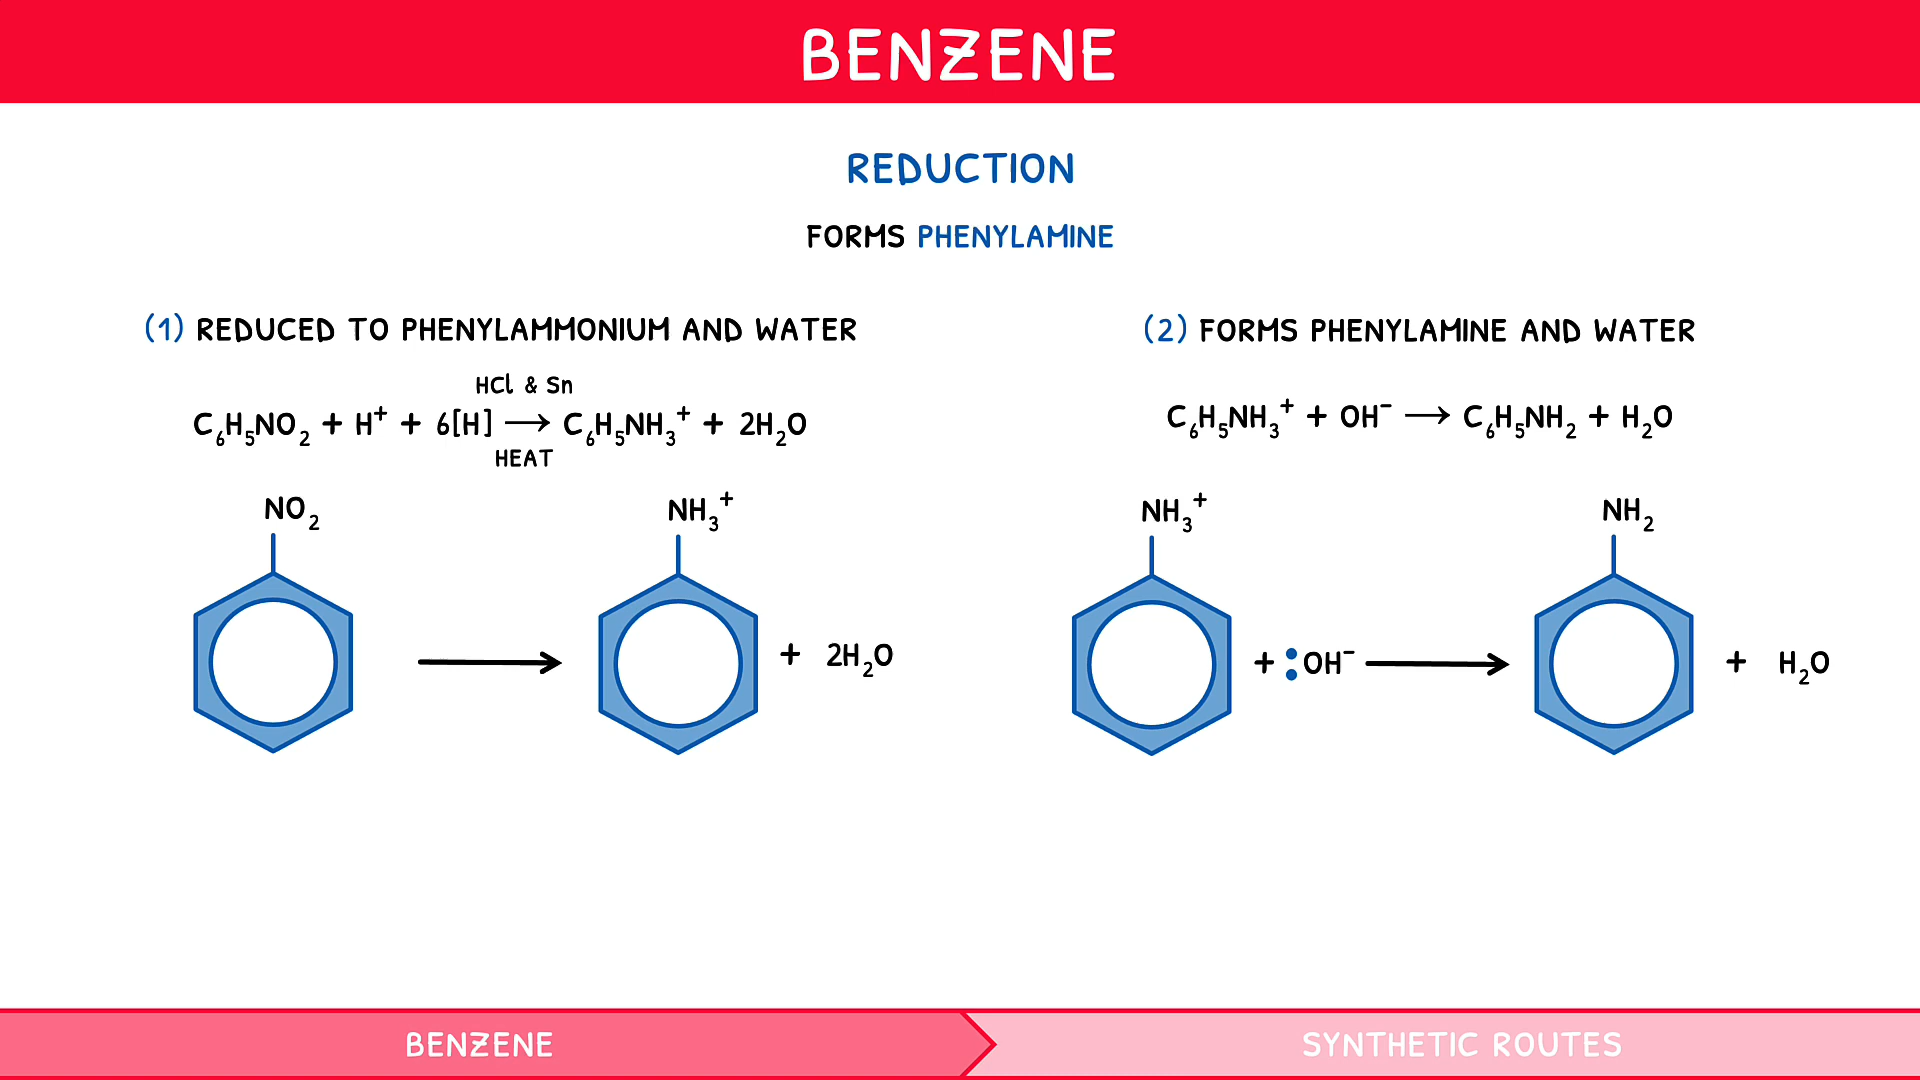 BENZENE
REDUCTION
FORMS PHENYLAMINE
(1) REDUCED TO PHENYLAMMONIUM AND WATER
HCl & Sn
C₆H₅NO₂ + H⁺ + 6[H] ⟶ C₆H₅NH₃⁺ + 2H₂O
HEAT
NO₂
NH₃⁺
+ 2H₂O
(2) FORMS PHENYLAMINE AND WATER
C₆H₅NH₃⁺ + OH⁻ ⟶ C₆H₅NH₂ + H₂O
NH₃⁺
+ :OH⁻
NH₂
+ H₂O
BENZENE
SYNTHETIC ROUTES